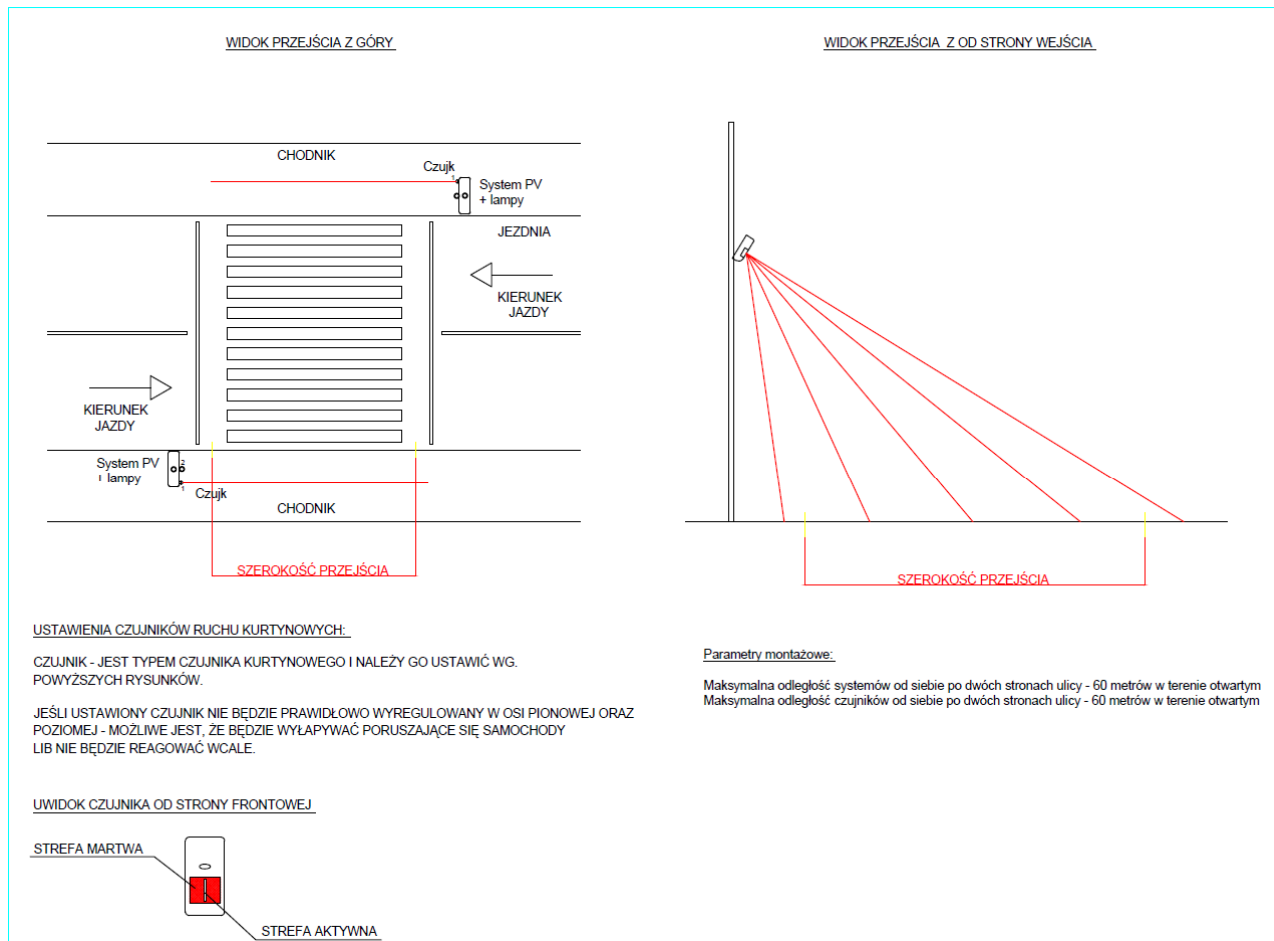 WIDOK PRZEJŚCIA Z GÓRY
WIDOK PRZEJŚCIA Z OD STRONY WEJŚCIA
CHODNIK
Czujk
1
System PV
+ lampy
JEZDNIA
KIERUNEK
JAZDY
KIERUNEK
JAZDY
System PV
ı lampy
2
1
Czujk
CHODNIK
SZEROKOŚĆ PRZEJŚCIA
SZEROKOŚĆ PRZEJŚCIA
USTAWIENIA CZUJNIKÓW RUCHU KURTYNOWYCH:
CZUJNIK - JEST TYPEM CZUJNIKA KURTYNOWEGO I NALEŻY GO USTAWIĆ WG.
POWYŻSZYCH RYSUNKÓW.
JEŚLI USTAWIONY CZUJNIK NIE BĘDZIE PRAWIDŁOWO WYREGULOWANY W OSI PIONOWEJ ORAZ
POZIOMEJ - MOŻLIWE JEST, ŻE BĘDZIE WYŁAPYWAĆ PORUSZAJĄCE SIĘ SAMOCHODY
LIB NIE BĘDZIE REAGOWAĆ WCALE.
Parametry montażowe:
Maksymalna odległość systemów od siebie po dwóch stronach ulicy - 60 metrów w terenie otwartym
Maksymalna odległość czujników od siebie po dwóch stronach ulicy - 60 metrów w terenie otwartym
UWIDOK CZUJNIKA OD STRONY FRONTOWEJ
STREFA MARTWA
STREFA AKTYWNA